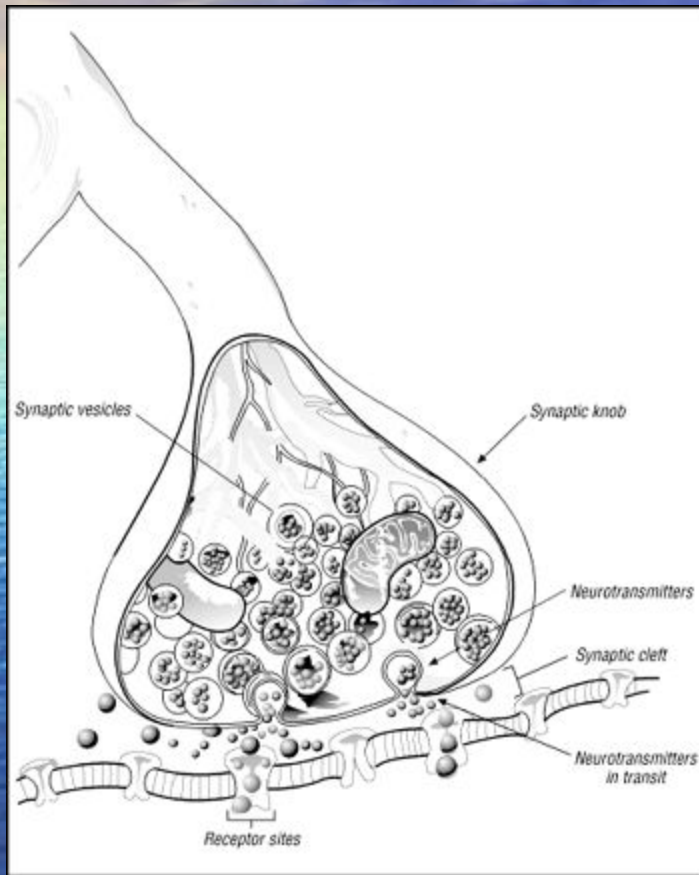 Synaptic vesicles
Synaptic knob
Neurotransmitters
Synaptic cleft
Neurotransmitters
in transit
Receptor sites